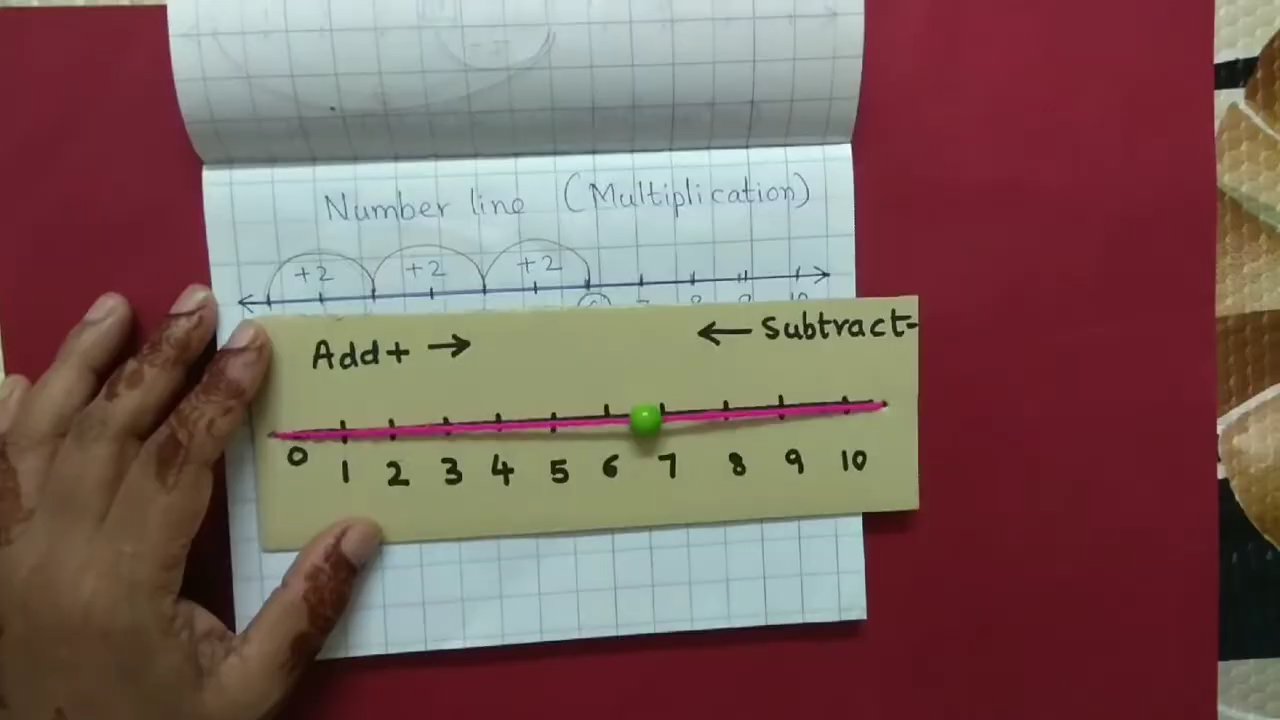 Number line (Multiplication)
+2 +2 +2
Add+ → ← Subtract-
0 1 2 3 4 5 6 7 8 9 10